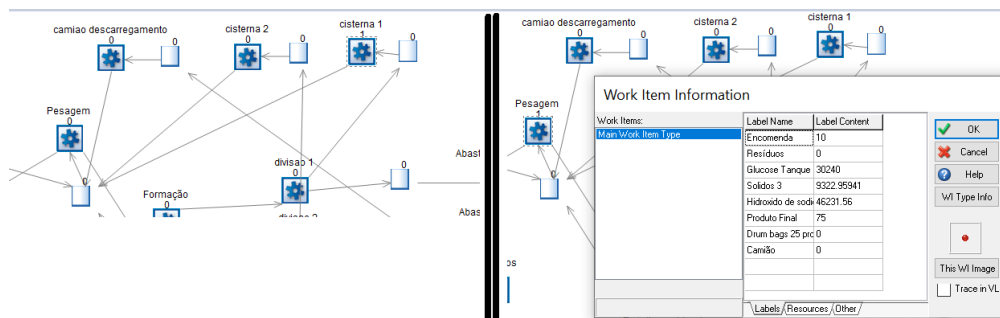 camiao descarregamento
0
0
cisterna 2
0
0
cisterna 1
1
0
Pesagem
0
0
divisao 1
0
0
Formação
0
Abast
Abas
camiao descarregamento
0
0
cisterna 2
0
0
cisterna 1
0
0
Pesagem
1
0
os
Work Item Information
Work Items:
Main Work Item Type
Label Name Label Content
Encomenda 10
Resíduos 0
Glucose Tanque 30240
Solidos 3 9322.95941
Hidroxido de sodi 46231.56
Produto Final 75
Drum bags 25 pro 0
Camião 0
OK
Cancel
Help
WI Type Info
This WI Image
Trace in VL
Labels Resources Other